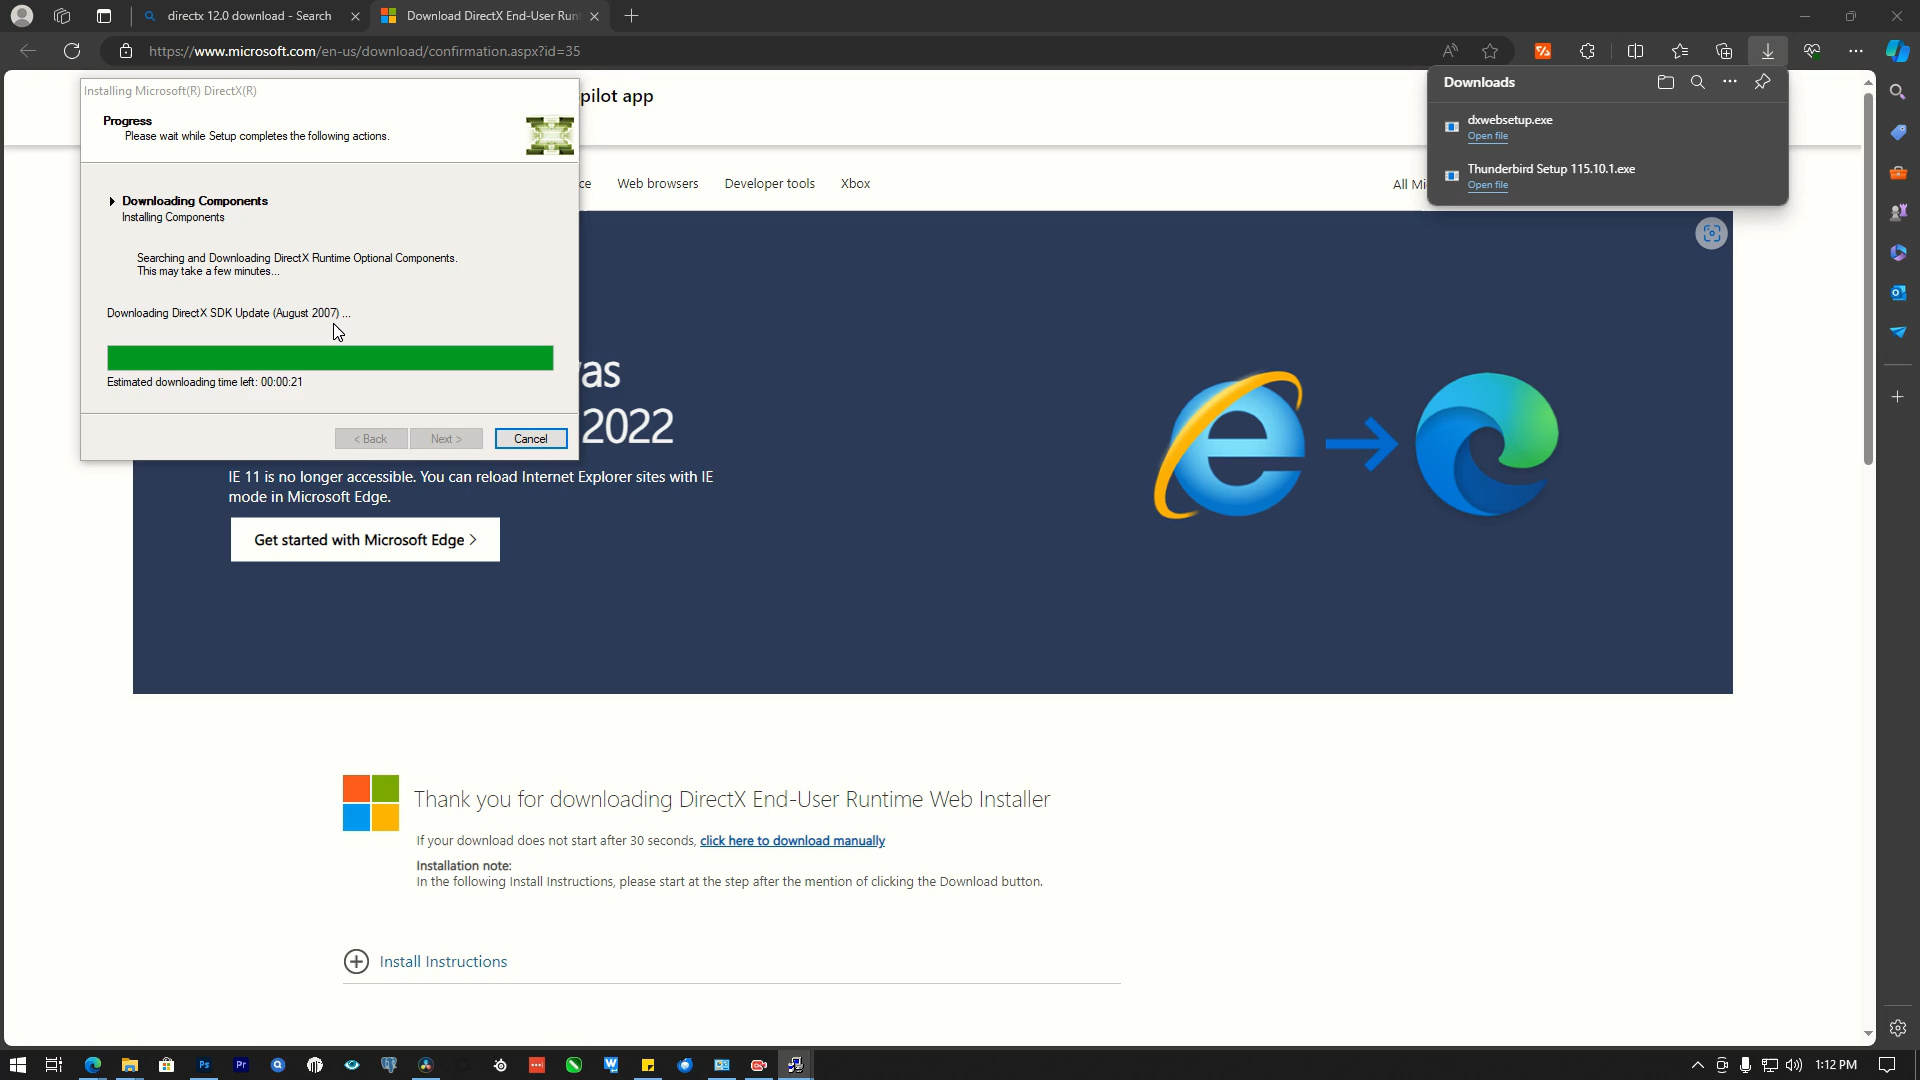 directx 12.0 download - Search
Download DirectX End-User Run
https://www.microsoft.com/en-us/download/confirmation.aspx?id=35
Installing Microsoft(R) DirectX(R)
Progress
Please wait while Setup completes the following actions.
Downloading Components
Installing Components
Searching and Downloading DirectX Runtime Optional Components.
This may take a few minutes...
Downloading DirectX SDK Update (August 2007) ...
Estimated downloading time left: 00:00:21
< Back
Next >
Cancel
pilot app
Downloads
dxwebsetup.exe
Open file
Thunderbird Setup 115.10.1.exe
Open file
ce
Web browsers
Developer tools
Xbox
All Mi
as
2022
IE 11 is no longer accessible. You can reload Internet Explorer sites with IE
mode in Microsoft Edge.
Get started with Microsoft Edge >
Thank you for downloading DirectX End-User Runtime Web Installer
If your download does not start after 30 seconds, click here to download manually
Installation note:
In the following Install Instructions, please start at the step after the mention of clicking the Download button.
Install Instructions
Ps
Pr
1:12 PM